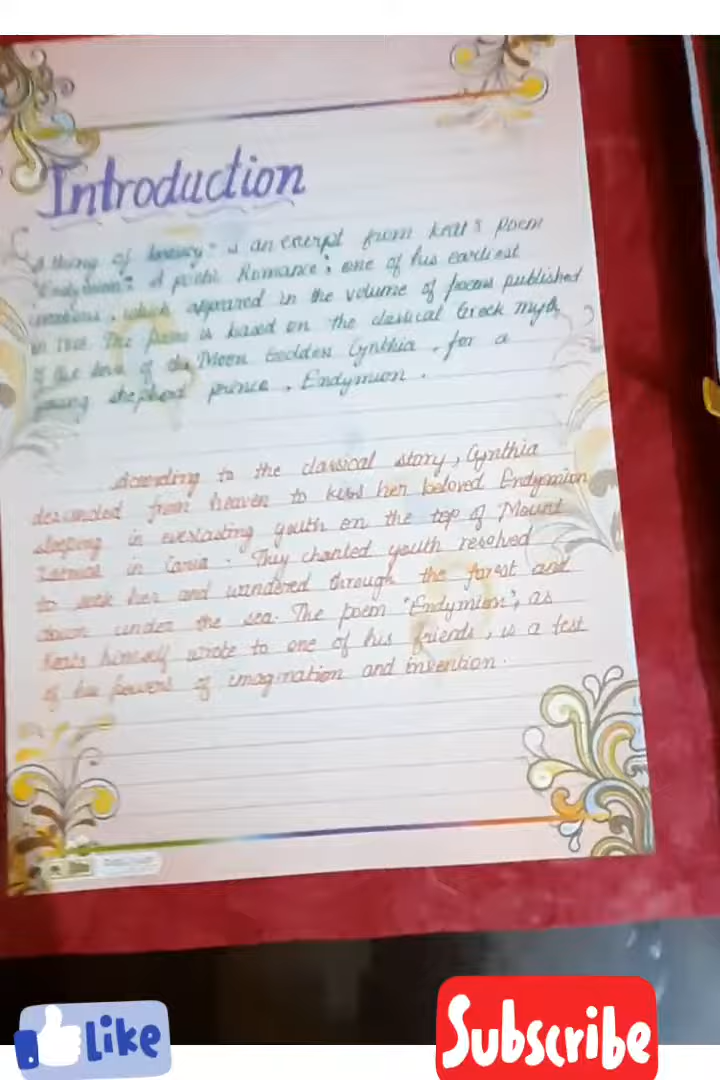 Introduction
"A thing of beauty" is an exerpt from Keat's Poem
"Endymion": A poetic Romance", one of his earliest
creations, which appeared in the volume of poems published
in The Poem is based on the classical Greek myth
of the love of the Moon Goddess Cynthia, for a
young shepherd prince, Endymion.
According to the classical story, Cynthia
descended from heaven to kiss her beloved Endymion
sleeping in everlasting youth on the top of Mount
in Caria. They chanted youth resolved
to seek her and wandered through the forest and
down under the sea. The poem "Endymion", as
Keats himself wrote to one of his friends, is a test
of his powers of imagination and invention.
Like
Subscribe